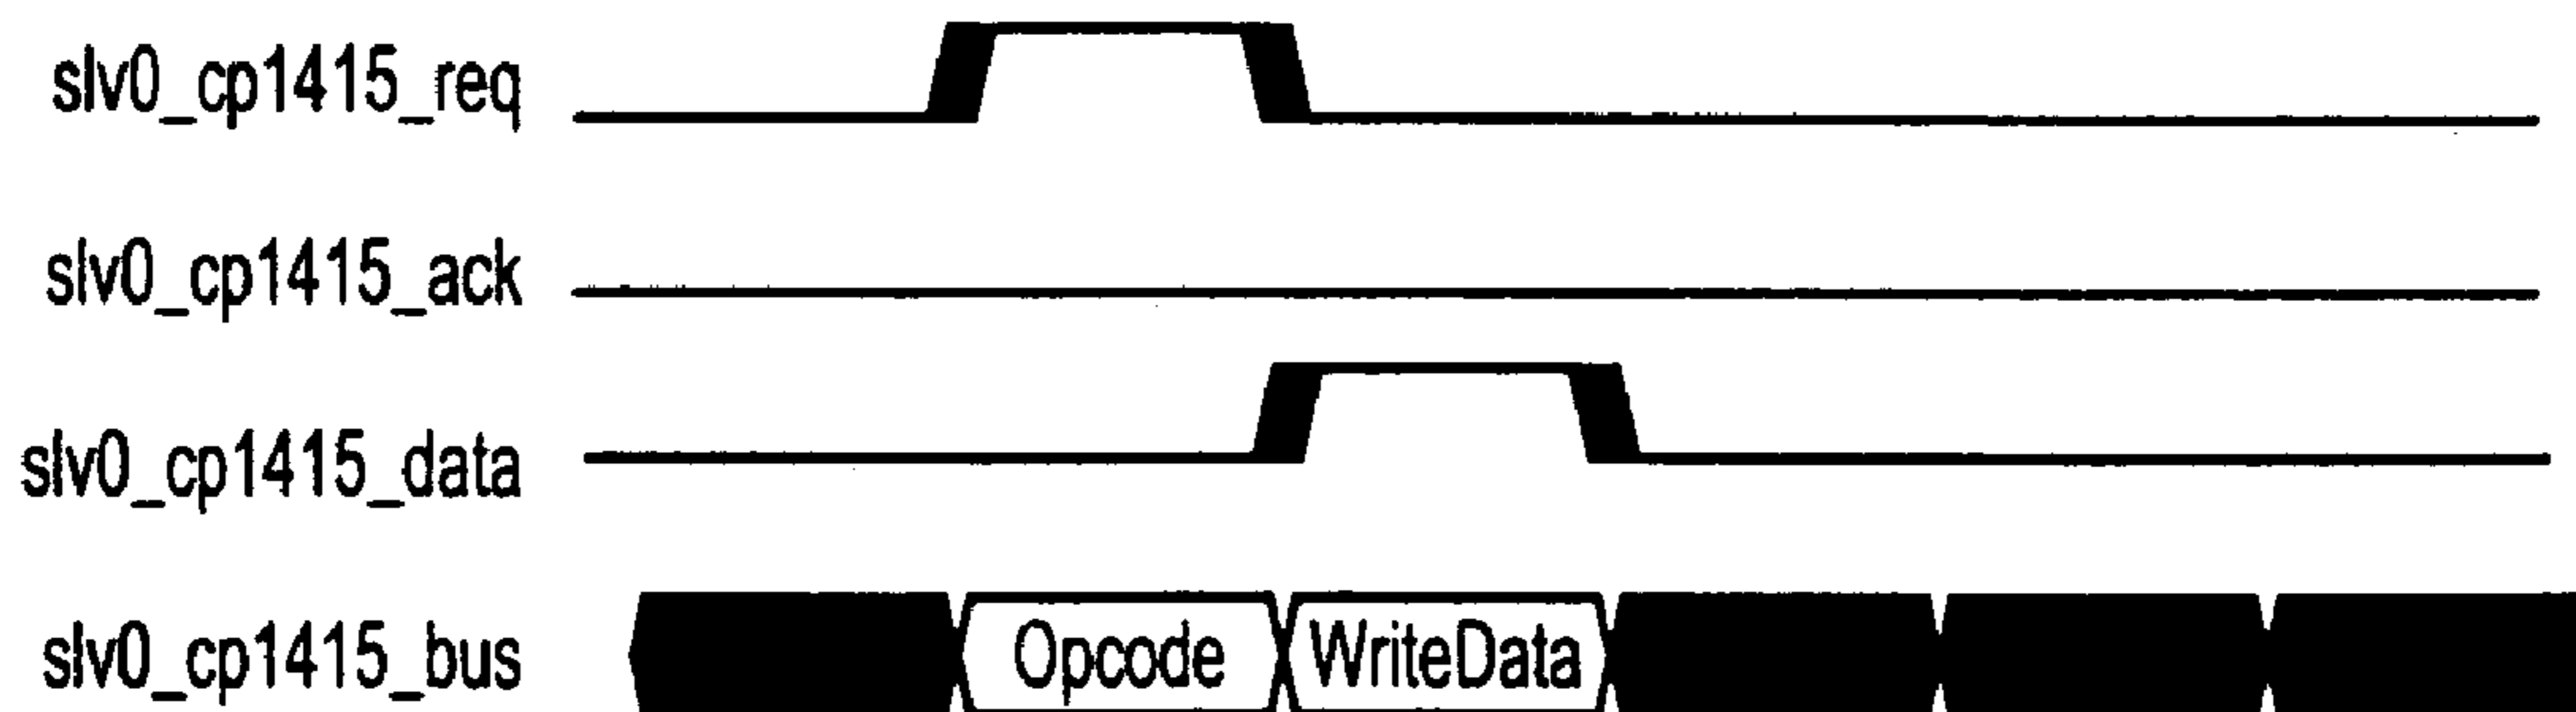 slv0_cp1415_req
slv0_cp1415_ack
slv0_cp1415_data
slv0_cp1415_bus Opcode WriteData